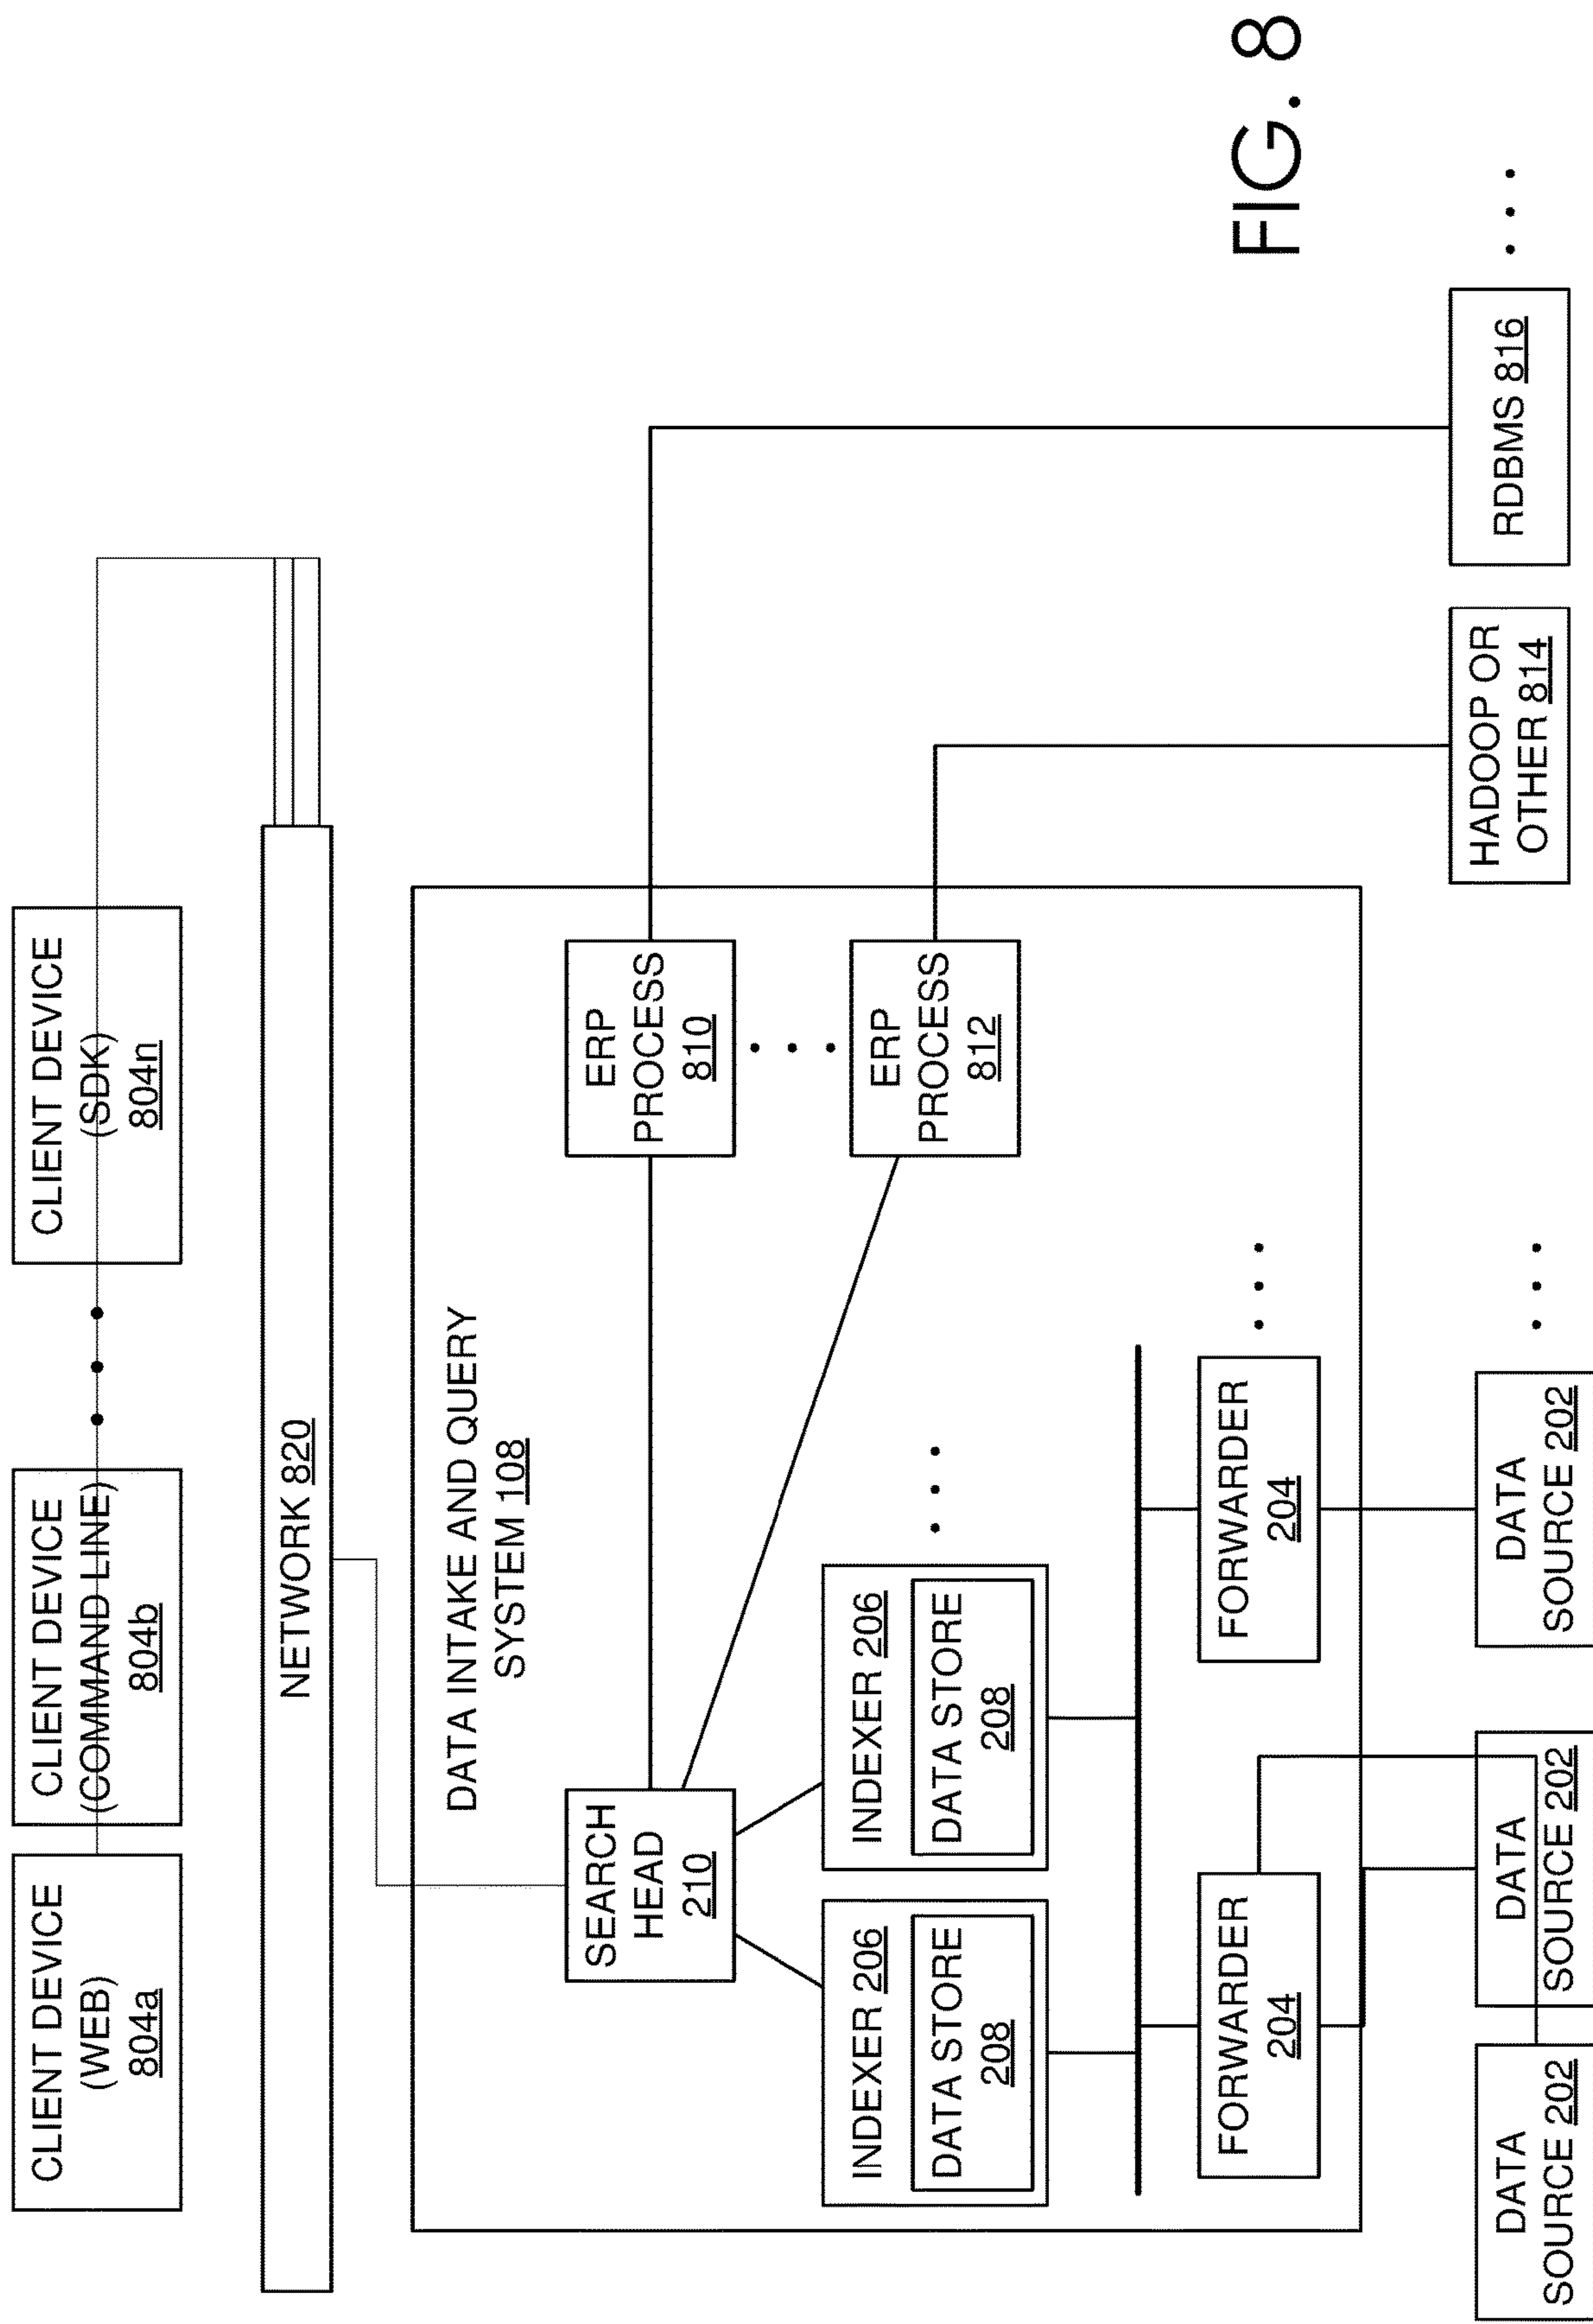 CLIENT DEVICE
(WEB)
804a
CLIENT DEVICE
(COMMAND LINE)
804b
CLIENT DEVICE
(SDK)
804n
NETWORK 820
DATA INTAKE AND QUERY
SYSTEM 108
SEARCH
HEAD
210
ERP
PROCESS
810
ERP
PROCESS
812
INDEXER 206
DATA STORE
208
INDEXER 206
DATA STORE
208
FORWARDER
204
FORWARDER
204
DATA
SOURCE 202
DATA
SOURCE 202
DATA
SOURCE 202
HADOOP OR
OTHER 814
RDBMS 816
FIG. 8